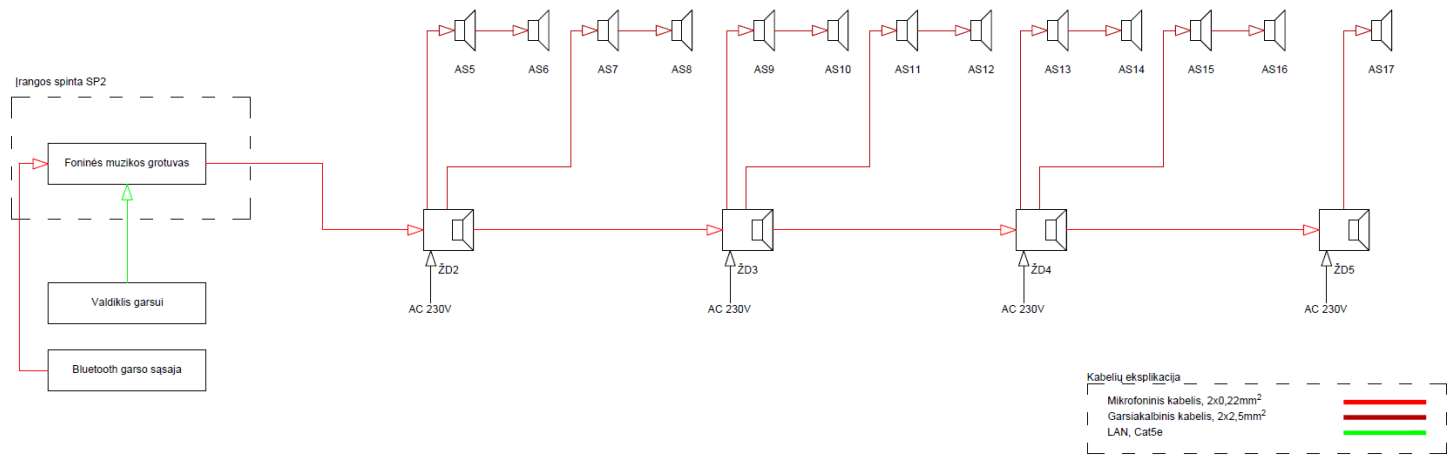 AS5 AS6 AS7 AS8 AS9 AS10 AS11 AS12 AS13 AS14 AS15 AS16 AS17
Įrangos spinta SP2
Foninės muzikos grotuvas
ŽD2 ŽD3 ŽD4 ŽD5
Valdiklis garsui
AC 230V AC 230V AC 230V AC 230V
Bluetooth garso sąsaja
Kabelių eksplikacija
Mikrofoninis kabelis, 2x0,22mm²
Garsiakalbinis kabelis, 2x2,5mm²
LAN, Cat5e